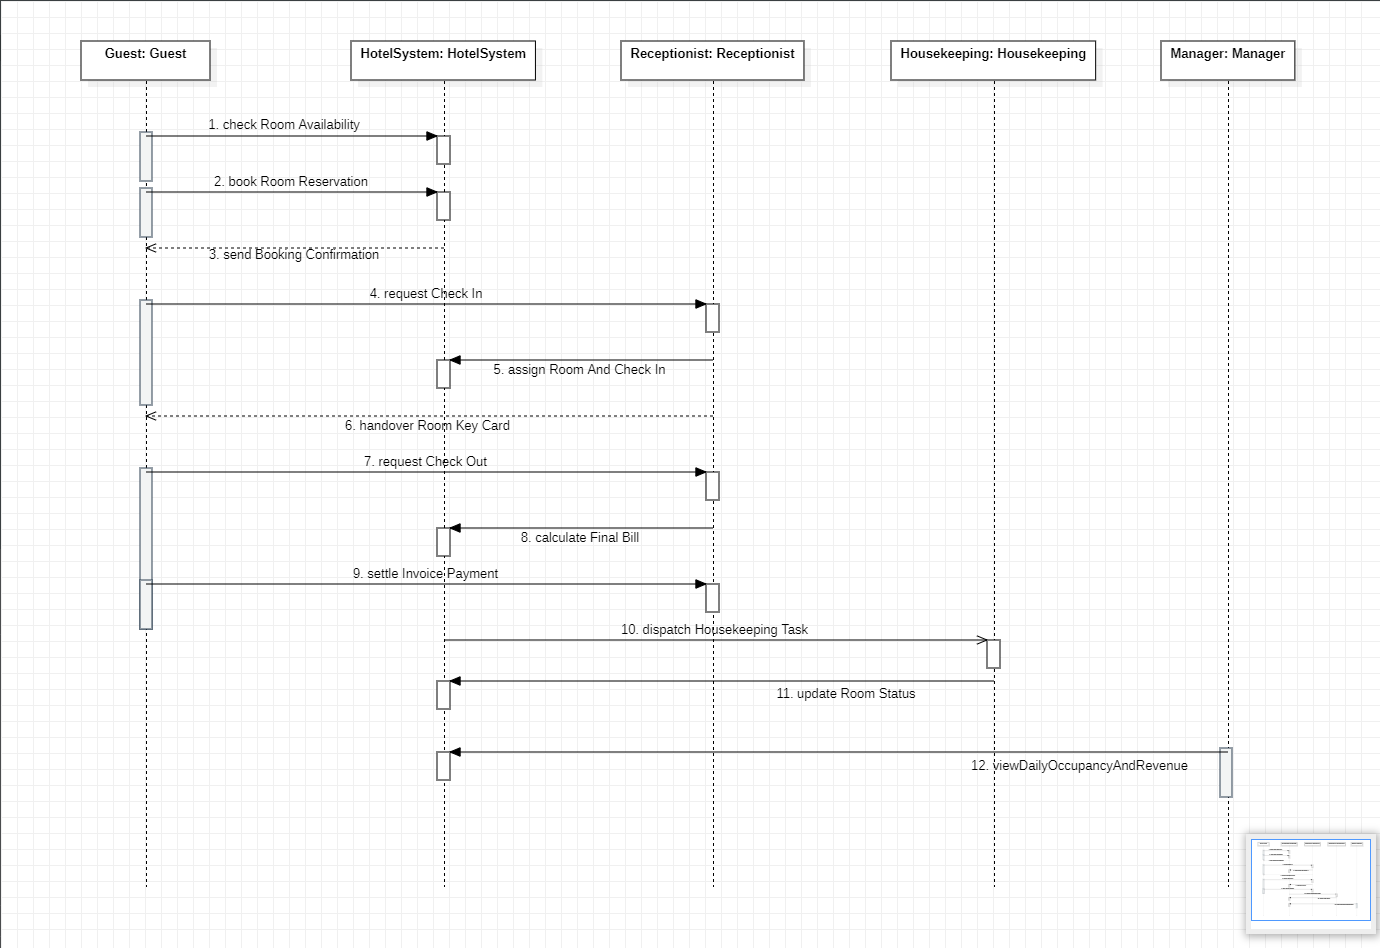 Guest: Guest
HotelSystem: HotelSystem
Receptionist: Receptionist
Housekeeping: Housekeeping
Manager: Manager
1. check Room Availability
2. book Room Reservation
3. send Booking Confirmation
4. request Check In
5. assign Room And Check In
6. handover Room Key Card
7. request Check Out
8. calculate Final Bill
9. settle Invoice Payment
10. dispatch Housekeeping Task
11. update Room Status
12. viewDailyOccupancyAndRevenue